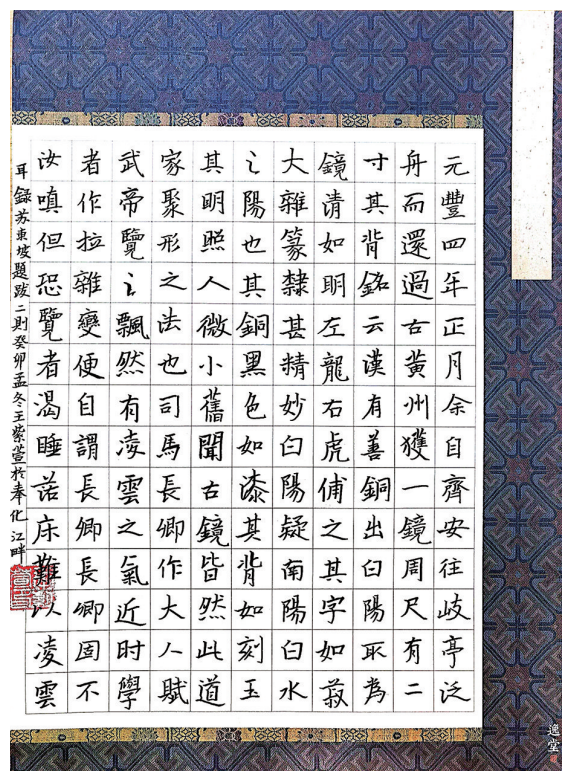 元豐四年正月余自齊安往岐亭泛
舟而還過古黃州獲一鏡周尺有二
寸其背銘云漢有善銅出白陽取為
鏡清如明左龍右虎俌之其字如菽
大雜篆隸甚精妙白陽疑南陽白水
之陽也其銅黑色如漆其背如刻玉
其明照人微小舊聞古鏡皆然此道
家聚形之法也司馬長卿作大人賦
武帝覽之飄然有凌雲之氣近时學
者作拉雜變便自謂長卿長卿固不
汝嗔但恐覽者渴睡落床難以凌雲
耳 錄苏東坡題跋二則癸卯孟冬王紫萱於奉化江畔